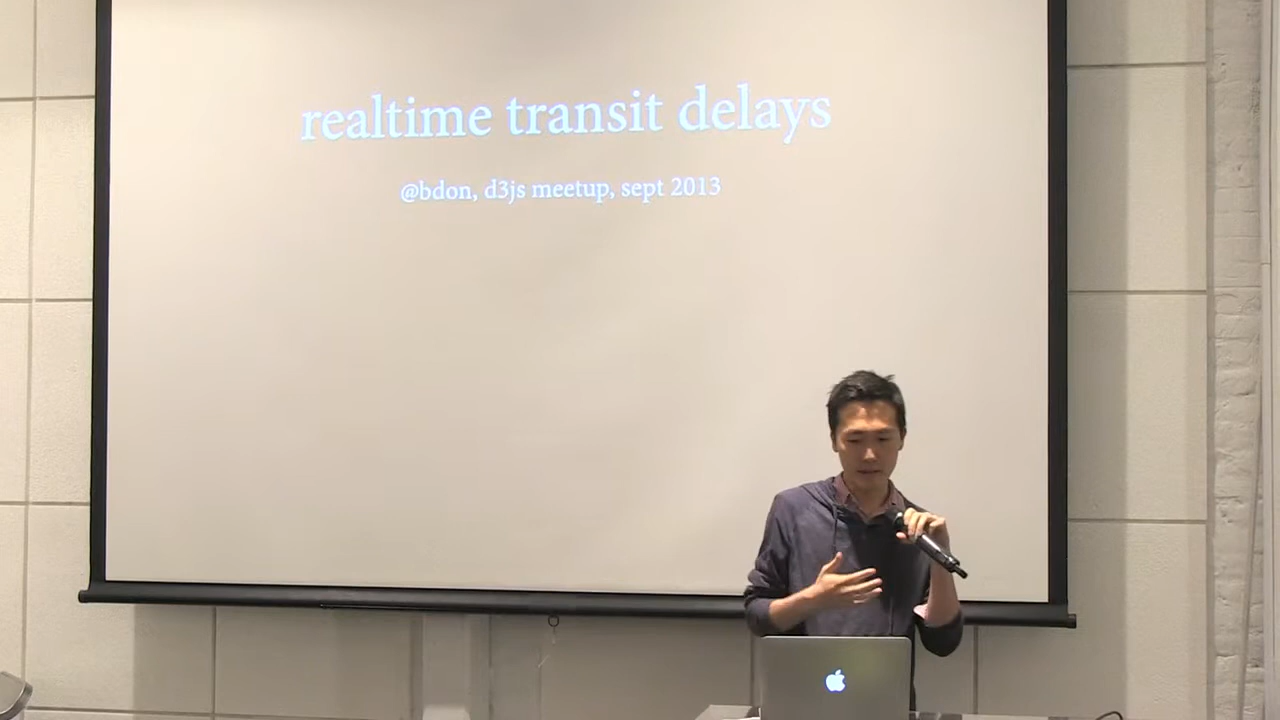 realtime transit delays
@bdon, d3js meetup, sept 2013